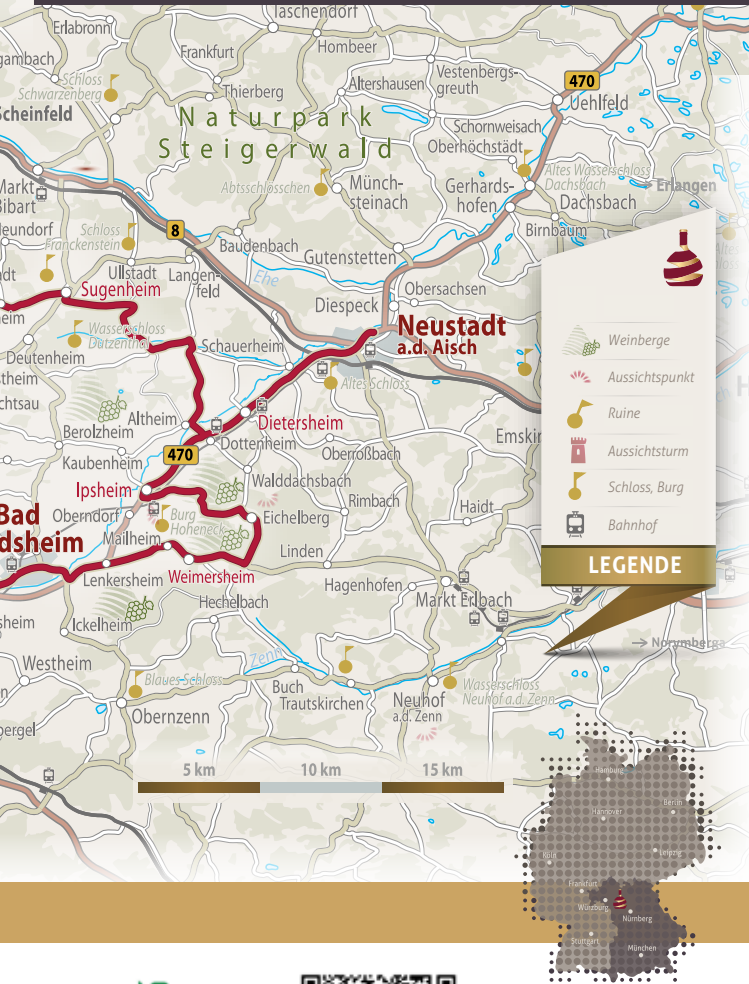 Taschendorf
Erlabronn
Hombeer
Frankfurt
gambach
Vestenbergs-
greuth
Schloss
Schwarzenberg
Thierberg
Altershausen
470
Uehlfeld
Scheinfeld
Naturpark
Steigerwald
Schornweisach
Oberhöchstädt
Altes Wasserschloss
Dachsbach
Markt
Bibart
Abtsschlösschen
Münch-
steinach
Gerhards-
hofen
Erlangen
Dachsbach
8
Birnbaum
Schloss
Franckenstein
Baudenbach
Gutenstetten
Ullstadt
Langen-
feld
Ehe
Sugenheim
Obersachsen
Diespeck
Neustadt
a.d. Aisch
Wasserschloss
Dutzenthal
Schauerheim
Deutenheim
Altes Schloss
Altheim
Dietersheim
Berolzheim
Dottenheim
Kaubenheim
470
Oberroßbach
Ipsheim
Walddachsbach
Rimbach
Haidt
Bad
dsheim
Oberndorf
Burg
Hoheneck
Eichelberg
Mailheim
Linden
Lenkersheim
Weimersheim
Hagenhofen
Markt Erlbach
Hechelbach
Ickelheim
Zenn
Norymberga
Westheim
Blaues Schloss
Buch
Trautskirchen
Neuhof
a.d. Zenn
Wasserschloss
Neuhof a.d. Zenn
Obernzenn
Weinberge
Aussichtspunkt
Ruine
Aussichtsturm
Schloss, Burg
Bahnhof
LEGENDE
5 km 10 km 15 km
Hamburg
Berlin
Hannover
Köln
Leipzig
Frankfurt
Würzburg
Nürnberg
Stuttgart
München